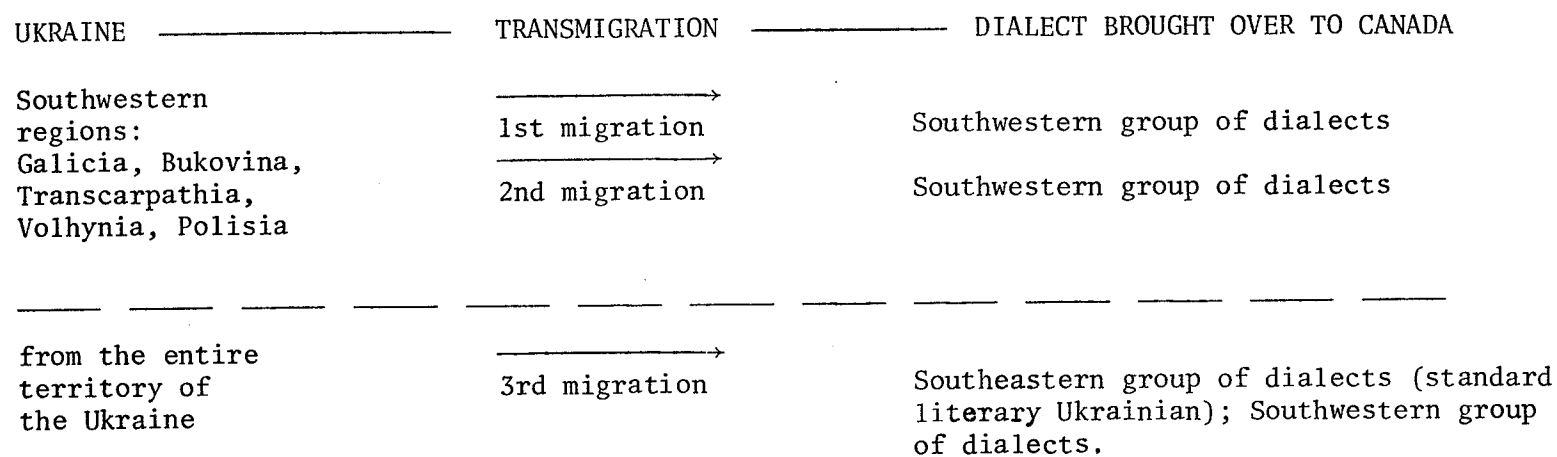 UKRAINE TRANSMIGRATION DIALECT BROUGHT OVER TO CANADA
Southwestern
regions:
Galicia, Bukovina,
Transcarpathia,
Volhynia, Polisia
1st migration
2nd migration
Southwestern group of dialects
Southwestern group of dialects
from the entire
territory of
the Ukraine
3rd migration
Southeastern group of dialects (standard
literary Ukrainian); Southwestern group
of dialects.